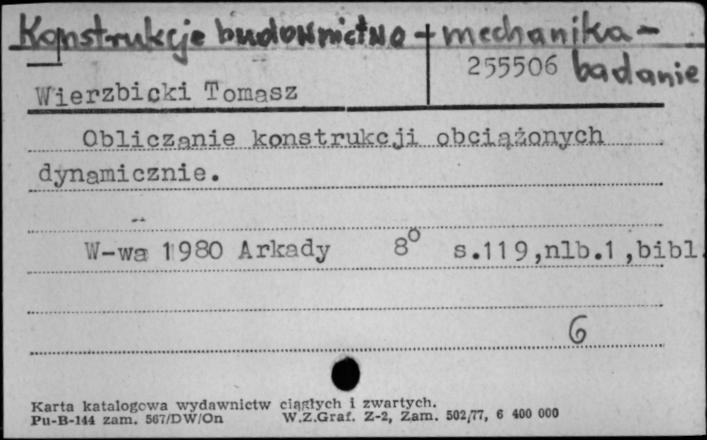 Konstrukcje budownictwo - mechanika -
255506 badanie
Wierzbicki Tomasz
Obliczanie konstrukcji obciążonych
dynamicznie.
W-wa 1980 Arkady 8° s.119,nlb.1,bibl.
6
Karta katalogowa wydawnictw ciągłych i zwartych.
Pu-B-144 zam. 567/DW/On W.Z.Graf. Z-2, Zam. 502/77, 6 400 000